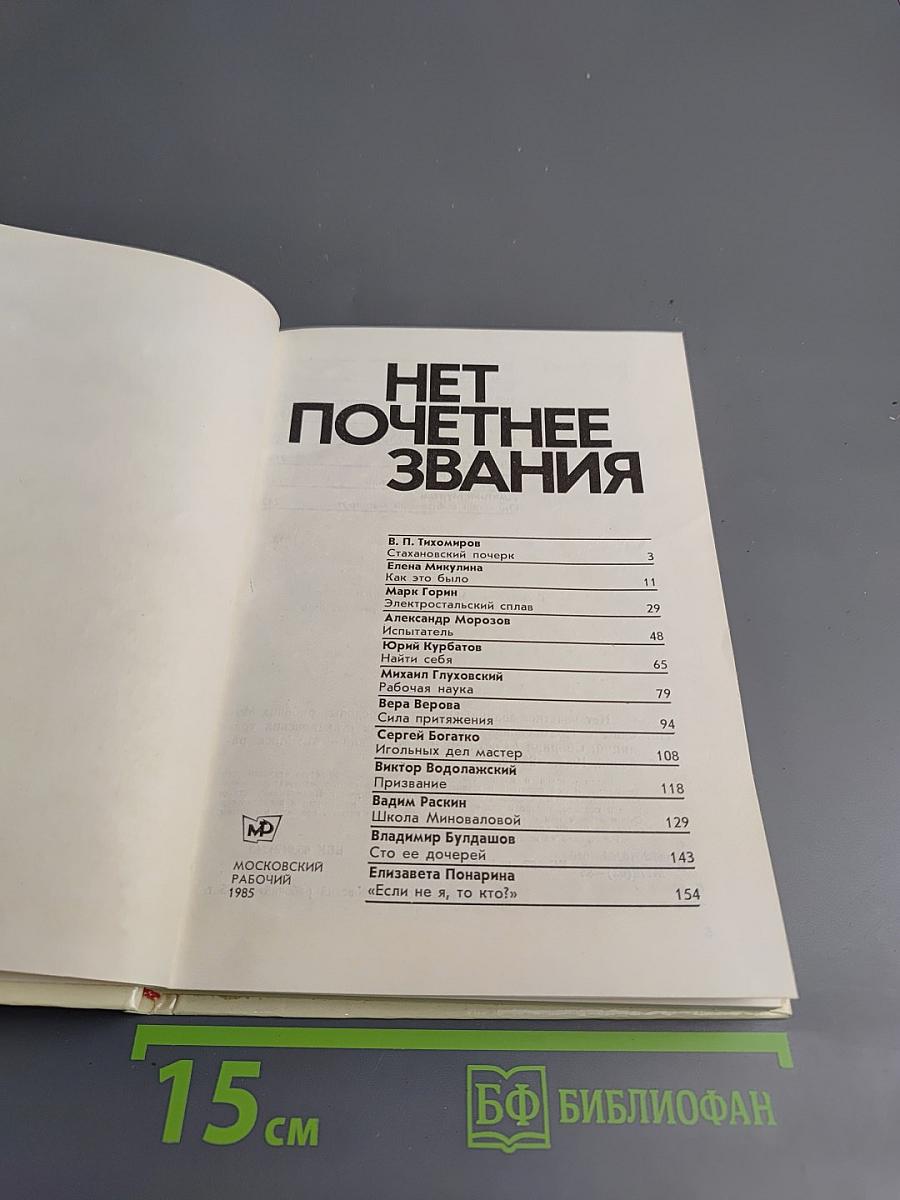 НЕТ
ПОЧЕТНЕЕ
ЗВАНИЯ
В. П. Тихомиров
Стахановский почерк 3
Елена Микулина
Как это было 11
Марк Горин
Электростальский сплав 29
Александр Морозов
Испытатель 48
Юрий Курбатов
Найти себя 65
Михаил Глуховский
Рабочая наука 79
Вера Верова
Сила притяжения 94
Сергей Богатко
Игольных дел мастер 108
Виктор Водолажский
Призвание 118
Вадим Раскин
Школа Миноваловой 129
Владимир Булдашов
Сто ее дочерей 143
Елизавета Понарина
«Если не я, то кто?» 154
МР
МОСКОВСКИЙ
РАБОЧИЙ
1985
15 см
БФ БИБЛИОФАН